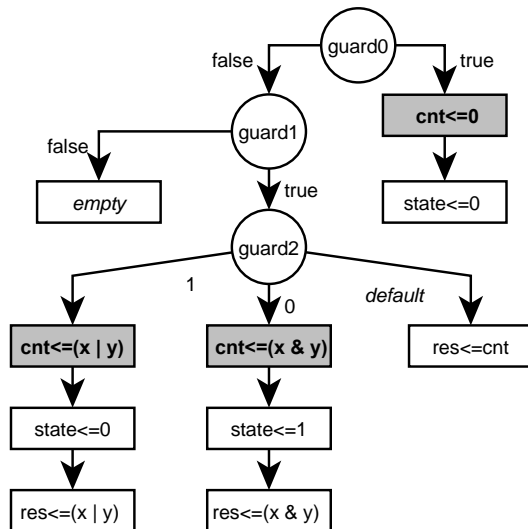 guard0
false
true
cnt<=0
guard1
false
true
empty
state<=0
guard2
1
0
default
cnt<=(x | y)
cnt<=(x & y)
res<=cnt
state<=0
state<=1
res<=(x | y)
res<=(x & y)